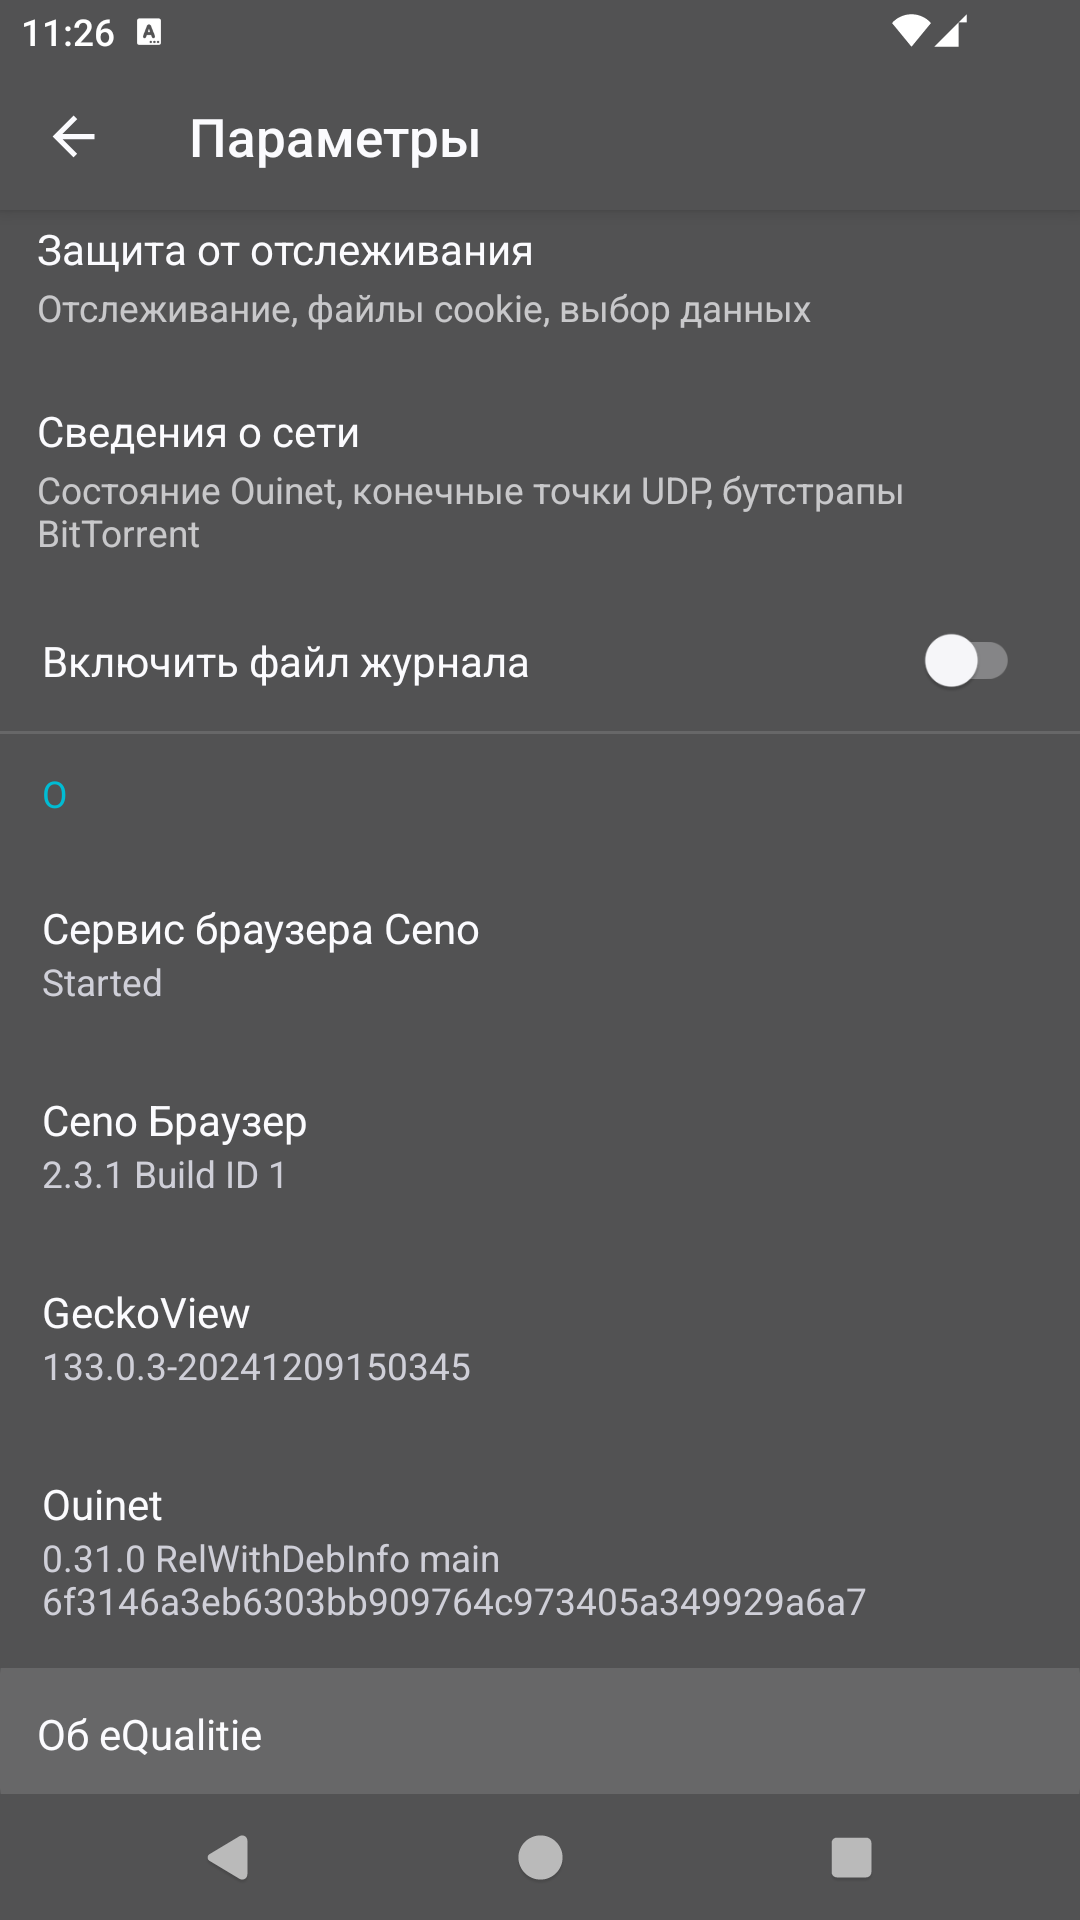 11:26
Параметры
Защита от отслеживания
Отслеживание, файлы cookie, выбор данных
Сведения о сети
Состояние Ouinet, конечные точки UDP, бутстрапы
BitTorrent
Включить файл журнала
О
Сервис браузера Ceno
Started
Ceno Браузер
2.3.1 Build ID 1
GeckoView
133.0.3-20241209150345
Ouinet
0.31.0 RelWithDebInfo main
6f3146a3eb6303bb909764c973405a349929a6a7
Об eQualitie